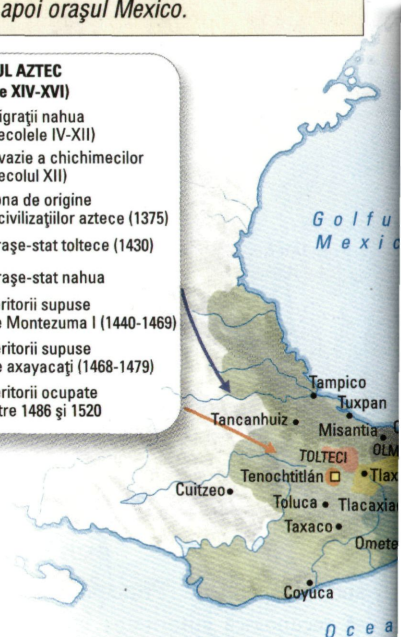 apoi orașul Mexico.
UL AZTEC
e XIV-XVI)
igrații nahua
ecolele IV-XII)
vazie a chichimecilor
ecolul XII)
na de origine
civilizațiilor aztece (1375)
rașe-stat toltece (1430)
rașe-stat nahua
ritorii supuse
e Montezuma I (1440-1469)
eritorii supuse
e axayacați (1468-1479)
eritorii ocupate
tre 1486 și 1520
Golfu
Mexic
Tampico
Tuxpan
Tancanhuiz
Misantia
TOLTECI
OLM
Tenochtitlán
Tlax
Cuitzeo
Toluca
Tlacaxia
Taxaco
Omete
Coyuca
Ocea